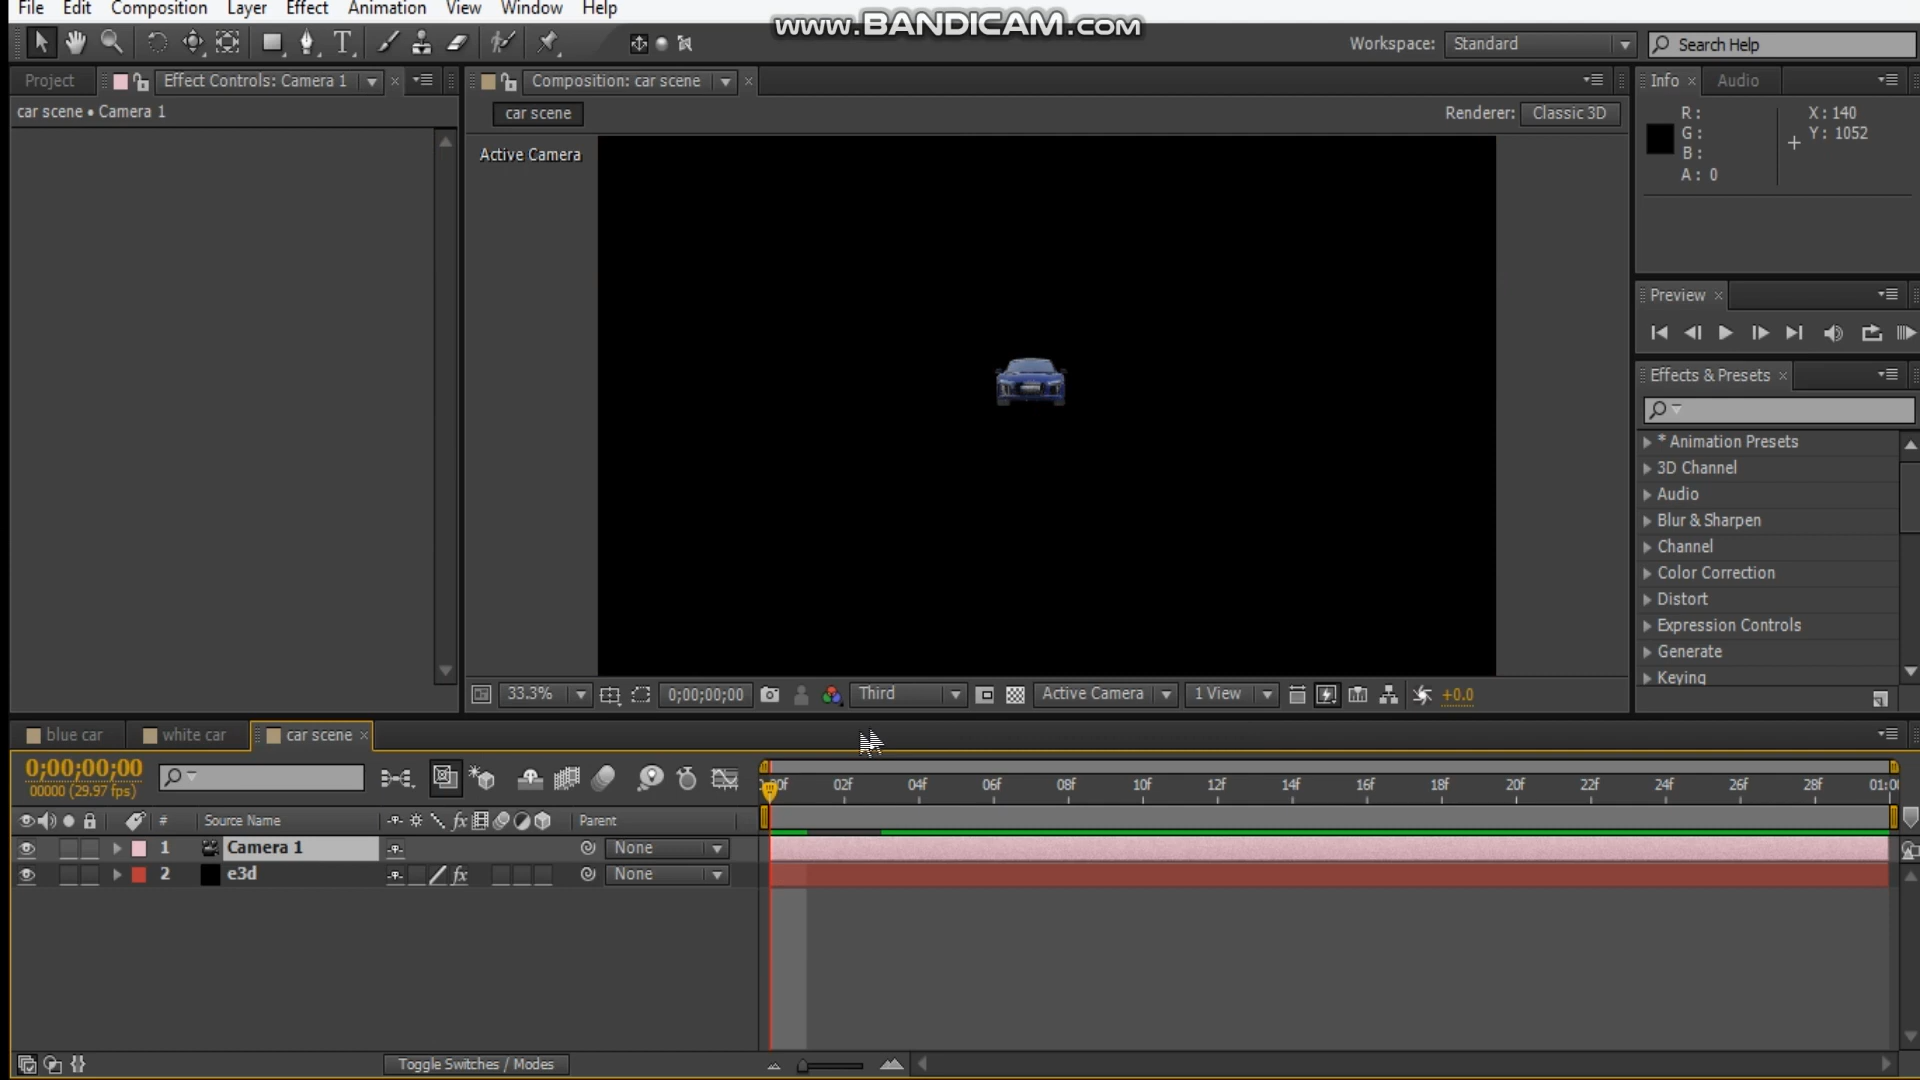 File Edit Composition Layer Effect Animation View Window Help
www.BANDICAM.com
Workspace: Standard Search Help
Project Effect Controls: Camera 1 Composition: car scene Info Audio
car scene • Camera 1
car scene
Renderer: Classic 3D
R: X: 140
G: Y: 1052
B:
A: 0
Active Camera
Preview
Effects & Presets
* Animation Presets
3D Channel
Audio
Blur & Sharpen
Channel
Color Correction
Distort
Expression Controls
Generate
Keying
33.3% 0;00;00;00 Third Active Camera 1 View +0.0
blue car white car car scene
0;00;00;00
00000 (29.97 fps)
02f 04f 06f 08f 10f 12f 14f 16f 18f 20f 22f 24f 26f 28f
# Source Name fx Parent
1 Camera 1 None
2 e3d fx None
Toggle Switches / Modes